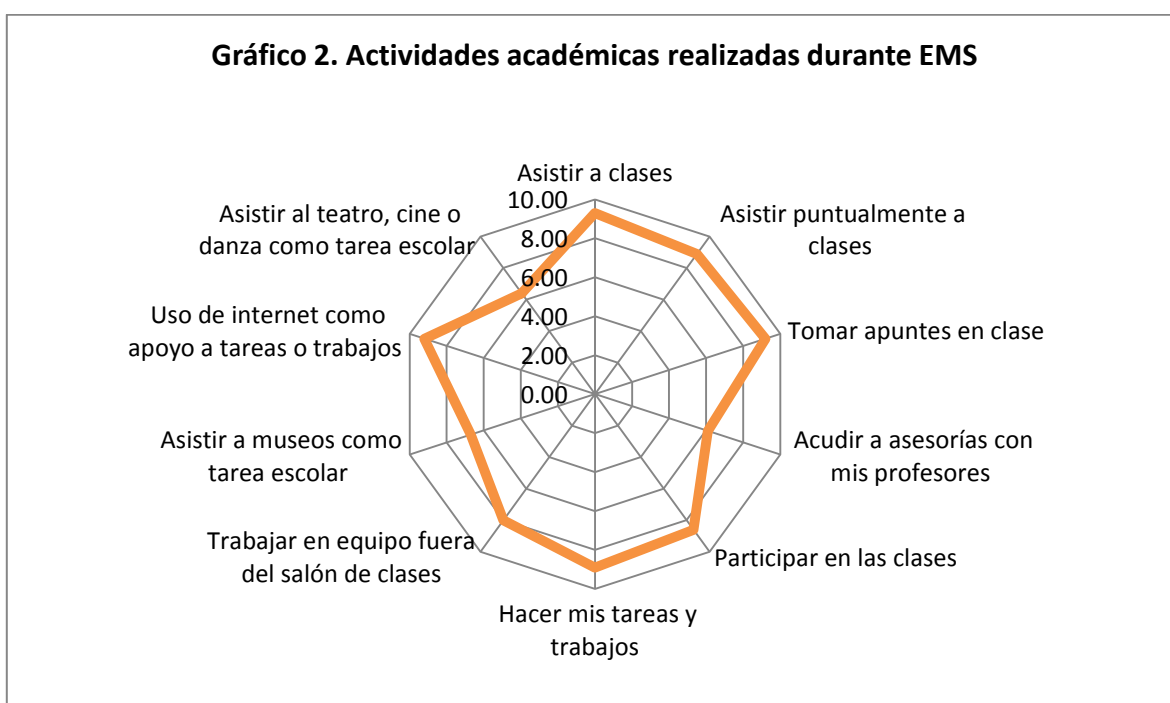 Gráfico 2. Actividades académicas realizadas durante EMS
Asistir a clases
10.00
8.00
6.00
4.00
2.00
0.00
Asistir puntualmente a
clases
Tomar apuntes en clase
Acudir a asesorías con
mis profesores
Participar en las clases
Hacer mis tareas y
trabajos
Trabajar en equipo fuera
del salón de clases
Asistir a museos como
tarea escolar
Uso de internet como
apoyo a tareas o trabajos
Asistir al teatro, cine o
danza como tarea escolar